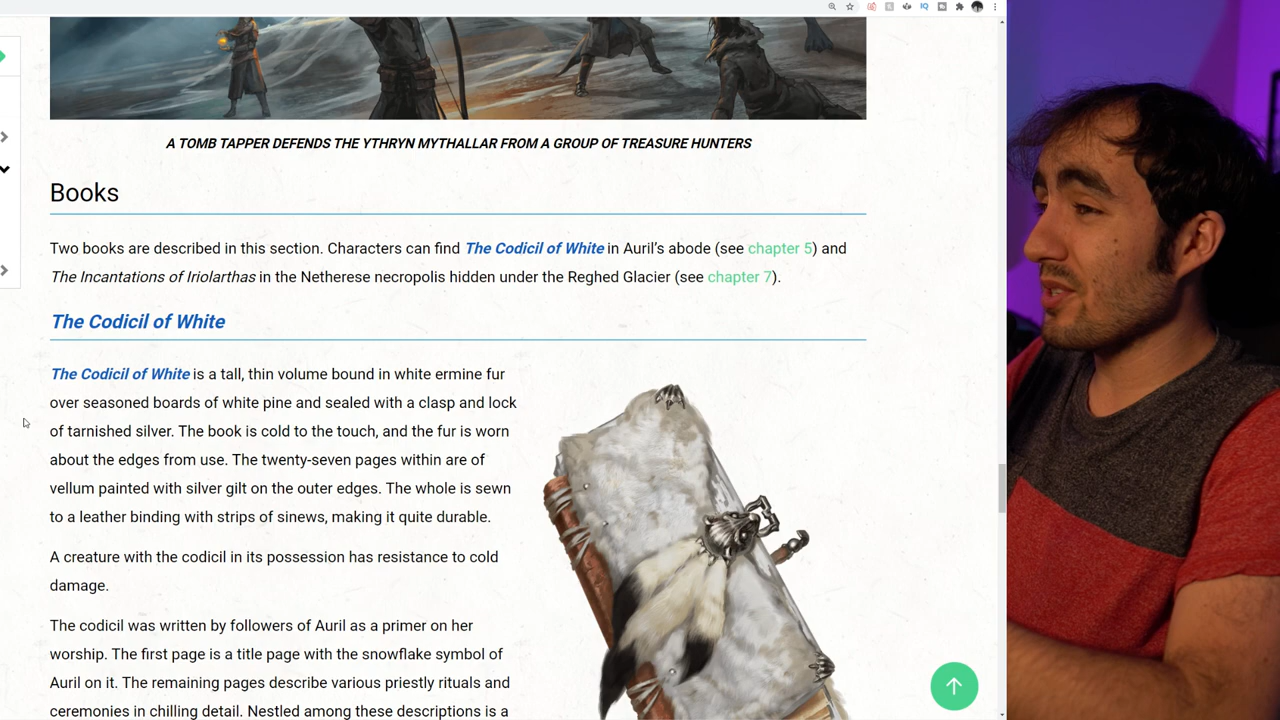 IQ
A TOMB TAPPER DEFENDS THE YTHRYN MYTHALLAR FROM A GROUP OF TREASURE HUNTERS
Books
Two books are described in this section. Characters can find The Codicil of White in Auril's abode (see chapter 5) and
The Incantations of Iriolarthas in the Netherese necropolis hidden under the Reghed Glacier (see chapter 7).
The Codicil of White
The Codicil of White is a tall, thin volume bound in white ermine fur
over seasoned boards of white pine and sealed with a clasp and lock
of tarnished silver. The book is cold to the touch, and the fur is worn
about the edges from use. The twenty-seven pages within are of
vellum painted with silver gilt on the outer edges. The whole is sewn
to a leather binding with strips of sinews, making it quite durable.
A creature with the codicil in its possession has resistance to cold
damage.
The codicil was written by followers of Auril as a primer on her
worship. The first page is a title page with the snowflake symbol of
Auril on it. The remaining pages describe various priestly rituals and
ceremonies in chilling detail. Nestled among these descriptions is a